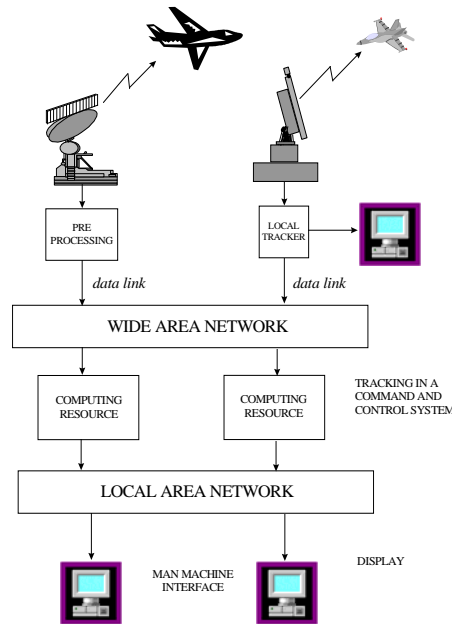 PRE
PROCESSING
LOCAL
TRACKER
data link
data link
WIDE AREA NETWORK
COMPUTING
RESOURCE
COMPUTING
RESOURCE
TRACKING IN A
COMMAND AND
CONTROL SYSTEM
LOCAL AREA NETWORK
MAN MACHINE
INTERFACE
DISPLAY